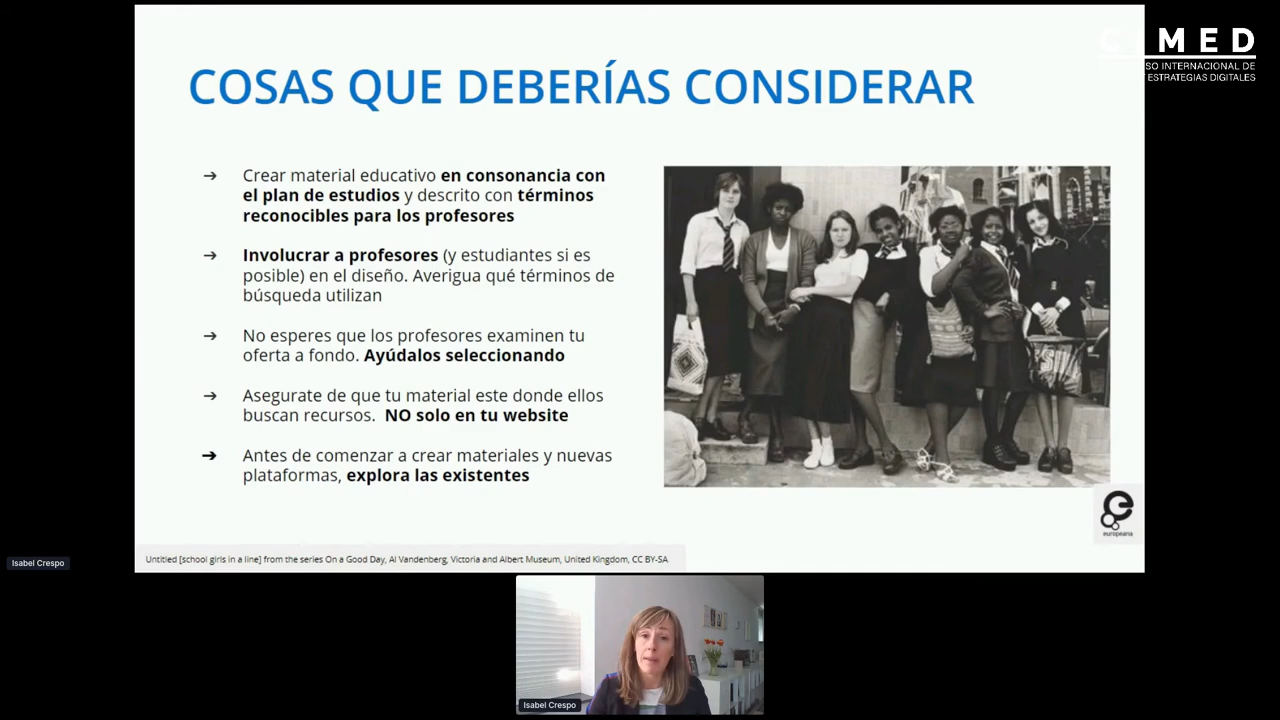 C MED
SO INTERNACIONAL DE
ESTRATEGIAS DIGITALES
COSAS QUE DEBERÍAS CONSIDERAR
➔ Crear material educativo en consonancia con
el plan de estudios y descrito con términos
reconocibles para los profesores
➔ Involucrar a profesores (y estudiantes si es
posible) en el diseño. Averigua qué términos de
búsqueda utilizan
➔ No esperes que los profesores examinen tu
oferta a fondo. Ayúdalos seleccionando
➔ Asegurate de que tu material este donde ellos
buscan recursos. NO solo en tu website
➔ Antes de comenzar a crear materiales y nuevas
plataformas, explora las existentes
europeana
Untitled [school girls in a line] from the series On a Good Day, Al Vandenberg, Victoria and Albert Museum, United Kingdom, CC BY-SA
Isabel Crespo
Isabel Crespo